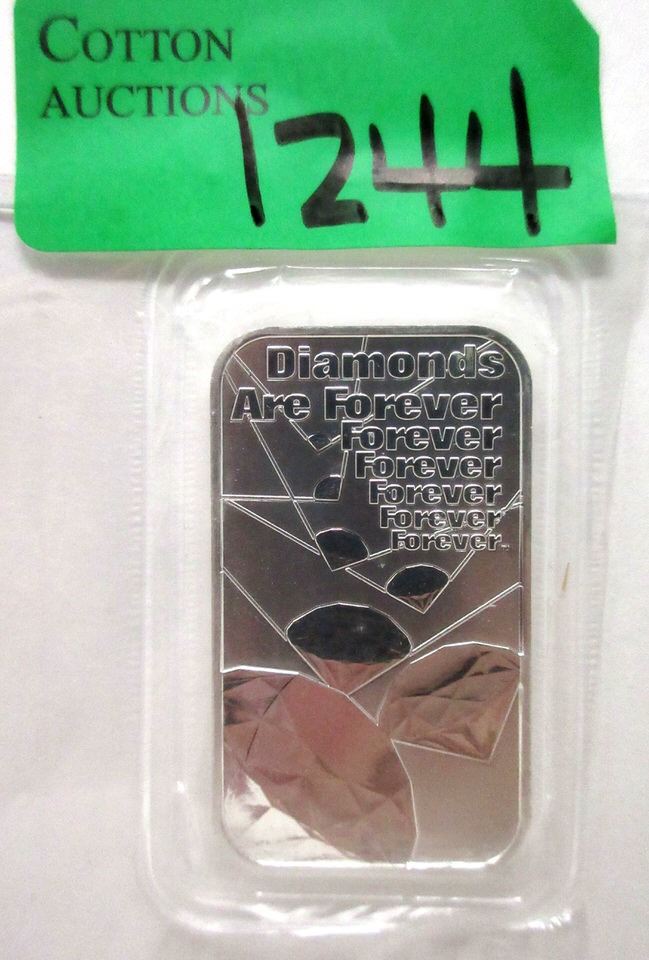 COTTON
AUCTIONS
1244
Diamonds
Are Forever
Forever
Forever
Forever
Forever
Forever